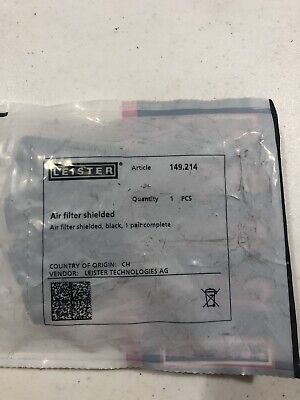 LEISTER Article 149.214
Quantity 1 PCS
Air filter shielded
Air filter shielded, black, 1 pair complete
COUNTRY OF ORIGIN: CH
VENDOR: LEISTER TECHNOLOGIES AG